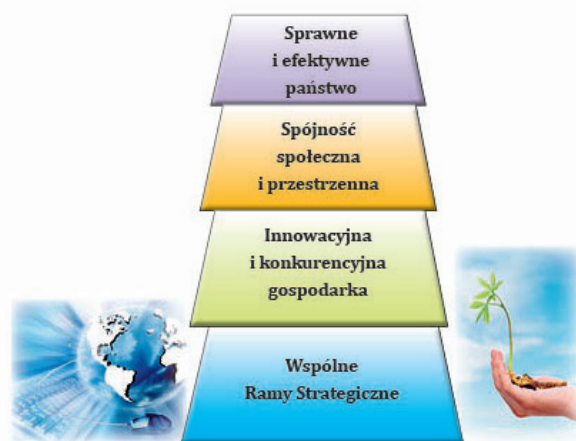 Sprawne
i efektywne
państwo
Spójność
społeczna
i przestrzenna
Innowacyjna
i konkurencyjna
gospodarka
Wspólne
Ramy Strategiczne